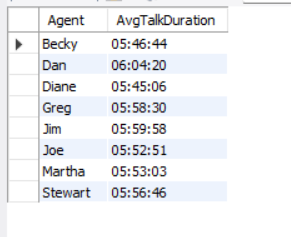 Agent AvgTalkDuration
Becky 05:46:44
Dan 06:04:20
Diane 05:45:06
Greg 05:58:30
Jim 05:59:58
Joe 05:52:51
Martha 05:53:03
Stewart 05:56:46